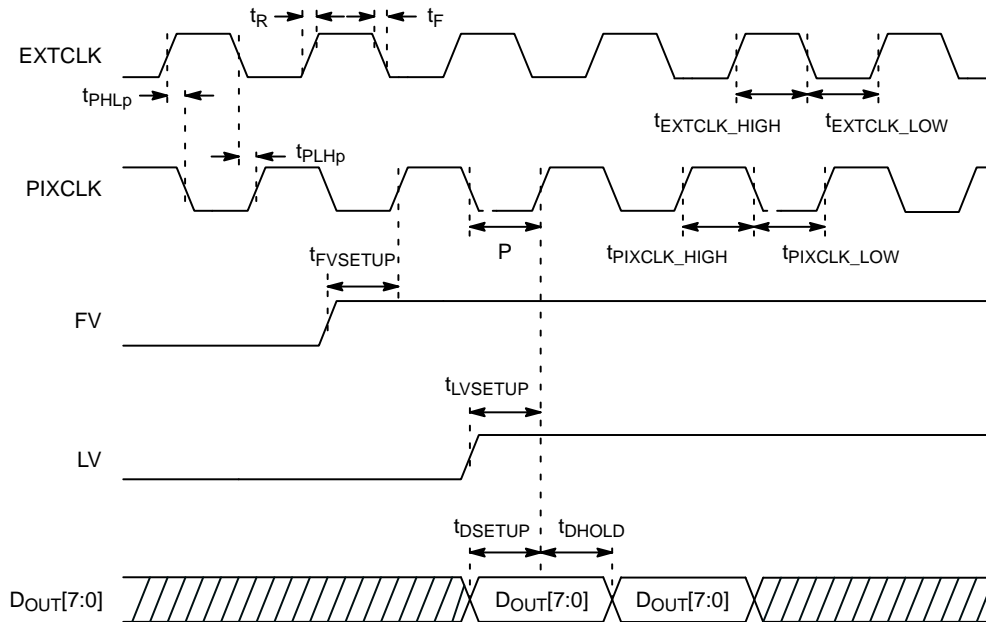 tR
tF
EXTCLK
tPHLp
tEXTCLK_HIGH
tEXTCLK_LOW
tPLHp
PIXCLK
tFVSETUP
P
tPIXCLK_HIGH
tPIXCLK_LOW
FV
tLVSETUP
LV
tDSETUP
tDHOLD
DOUT[7:0]
DOUT[7:0]
DOUT[7:0]